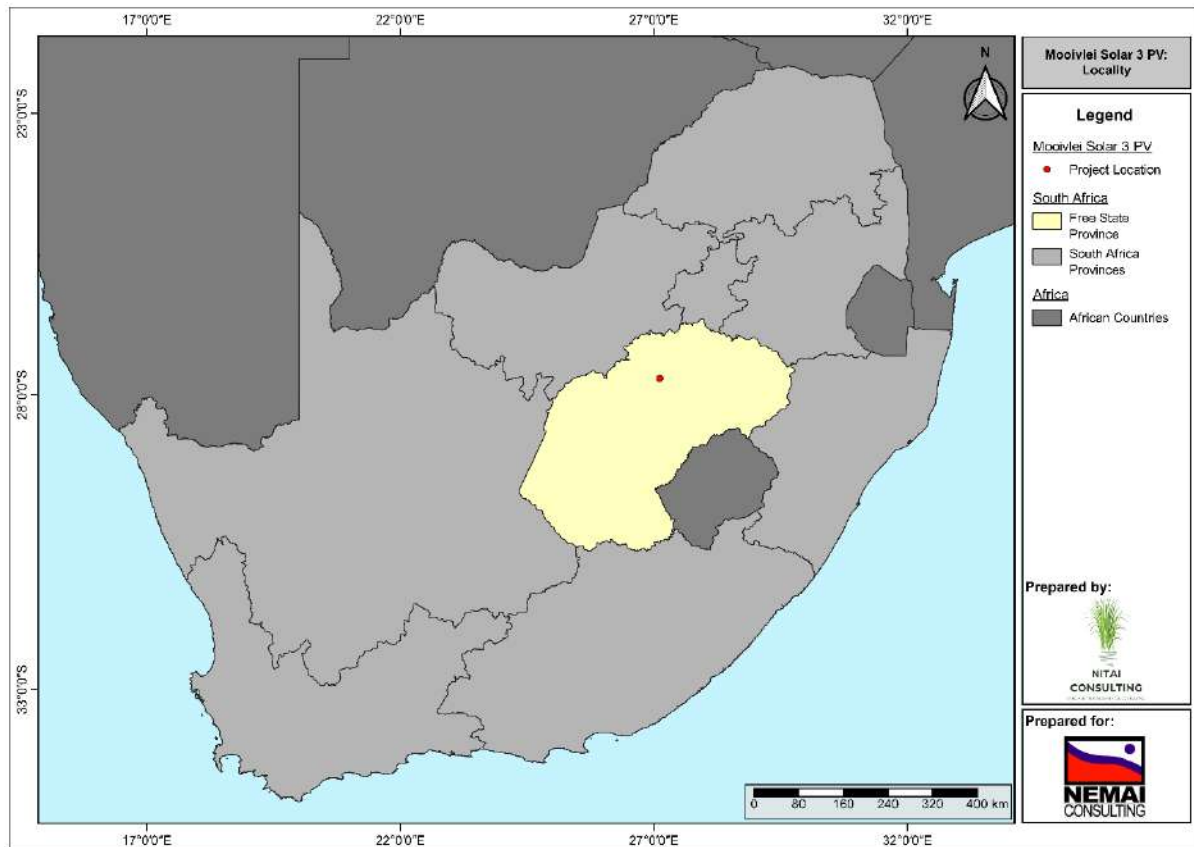 17°0'0"E 22°0'0"E 27°0'0"E 32°0'0"E
23°0'0"S
28°0'0"S
33°0'0"S
N
0 80 160 240 320 400 km
17°0'0"E 22°0'0"E 27°0'0"E 32°0'0"E
Mooivlei Solar 3 PV:
Locality
Legend
Mooivlei Solar 3 PV
Project Location
South Africa
Free State
Province
South Africa
Provinces
Africa
African Countries
Prepared by:
NITAI
CONSULTING
Prepared for:
NEMAI
CONSULTING